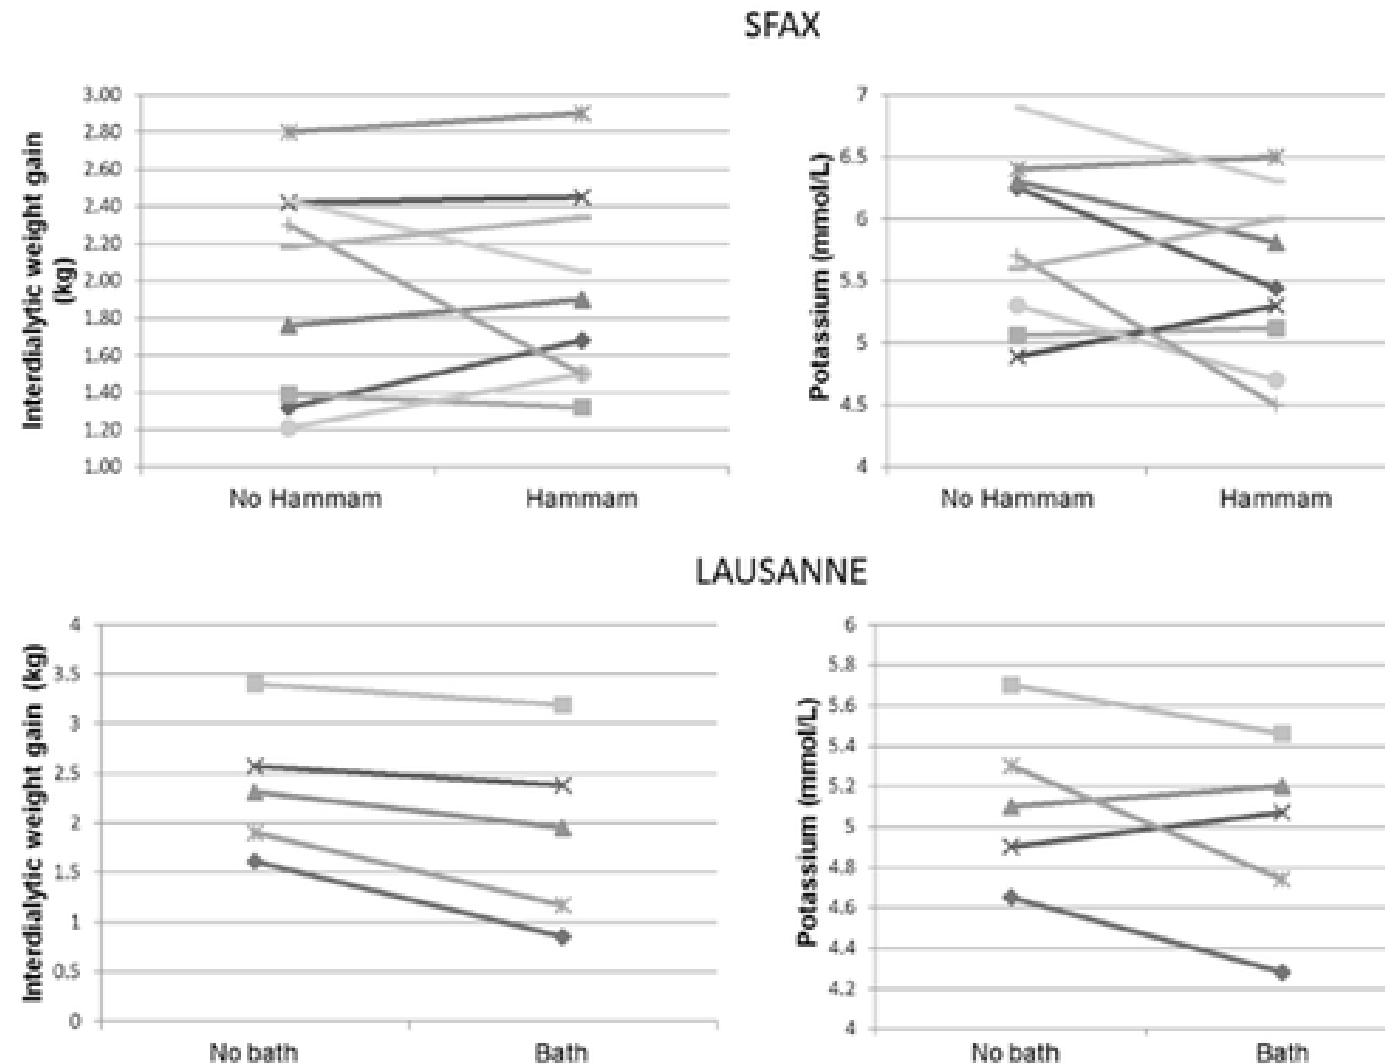 SFAX
Interdialytic weight gain
(kg)
3.00
2.80
2.60
2.40
2.20
2.00
1.80
1.60
1.40
1.20
1.00
No Hammam
Hammam
Potassium (mmol/L)
7
6.5
6
5.5
5
4.5
4
No Hammam
Hammam
LAUSANNE
Interdialytic weight gain (kg)
4
3.5
3
2.5
2
1.5
1
0.5
0
No bath
Bath
Potassium (mmol/L)
6
5.8
5.6
5.4
5.2
5
4.8
4.6
4.4
4.2
4
No bath
Bath